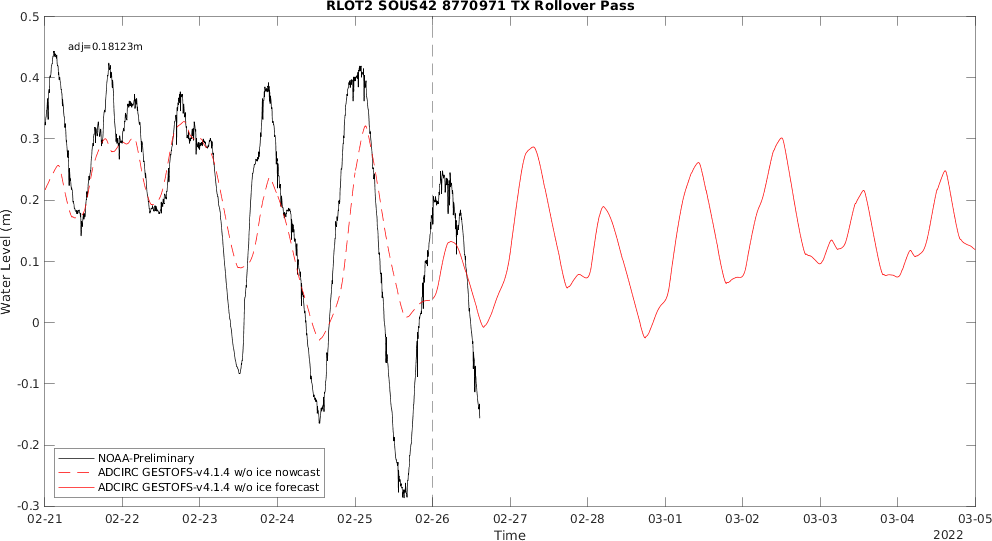 RLOT2 SOUS42 8770971 TX Rollover Pass
adj=0.18123m
0.5
0.4
0.3
0.2
0.1
0
-0.1
-0.2
-0.3
Water Level (m)
NOAA-Preliminary
ADCIRC GESTOFS-v4.1.4 w/o ice nowcast
ADCIRC GESTOFS-v4.1.4 w/o ice forecast
02-21 02-22 02-23 02-24 02-25 02-26 02-27 02-28 03-01 03-02 03-03 03-04 03-05
Time
2022